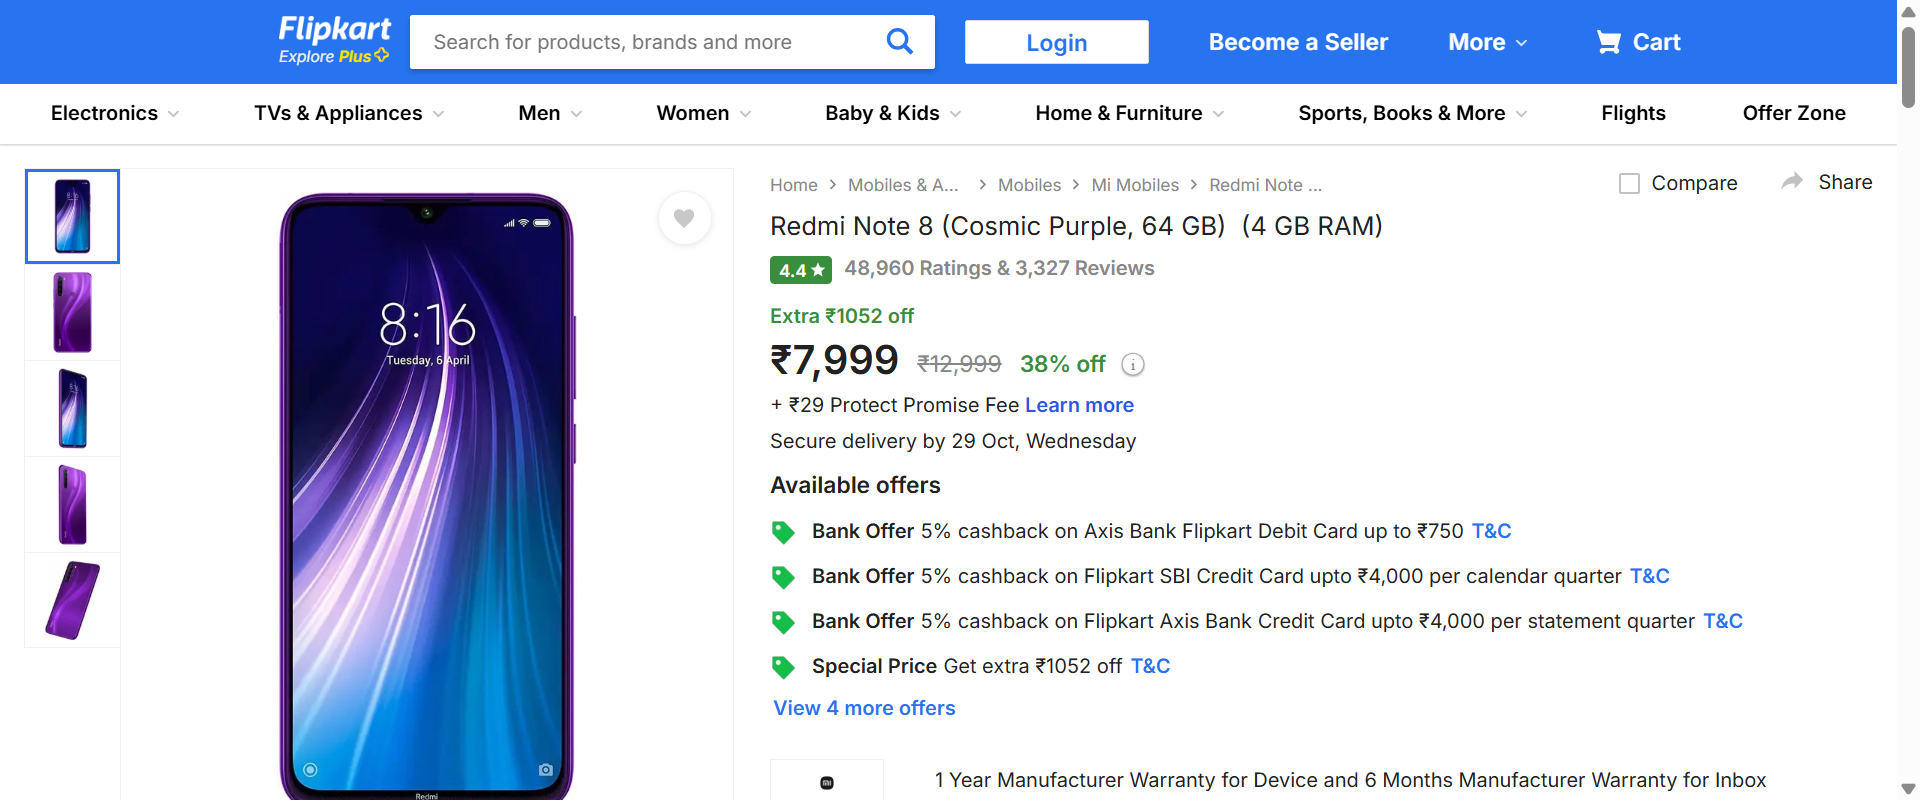 Flipkart
Explore Plus
Search for products, brands and more
Login
Become a Seller
More
Cart
Electronics
TVs & Appliances
Men
Women
Baby & Kids
Home & Furniture
Sports, Books & More
Flights
Offer Zone
8:16
Tuesday, 6 April
Redmi
Home > Mobiles & A... > Mobiles > Mi Mobiles > Redmi Note ...
Compare
Share
Redmi Note 8 (Cosmic Purple, 64 GB) (4 GB RAM)
4.4★ 48,960 Ratings & 3,327 Reviews
Extra ₹1052 off
₹7,999 ₹12,999 38% off i
+ ₹29 Protect Promise Fee Learn more
Secure delivery by 29 Oct, Wednesday
Available offers
Bank Offer 5% cashback on Axis Bank Flipkart Debit Card up to ₹750 T&C
Bank Offer 5% cashback on Flipkart SBI Credit Card upto ₹4,000 per calendar quarter T&C
Bank Offer 5% cashback on Flipkart Axis Bank Credit Card upto ₹4,000 per statement quarter T&C
Special Price Get extra ₹1052 off T&C
View 4 more offers
mi
1 Year Manufacturer Warranty for Device and 6 Months Manufacturer Warranty for Inbox